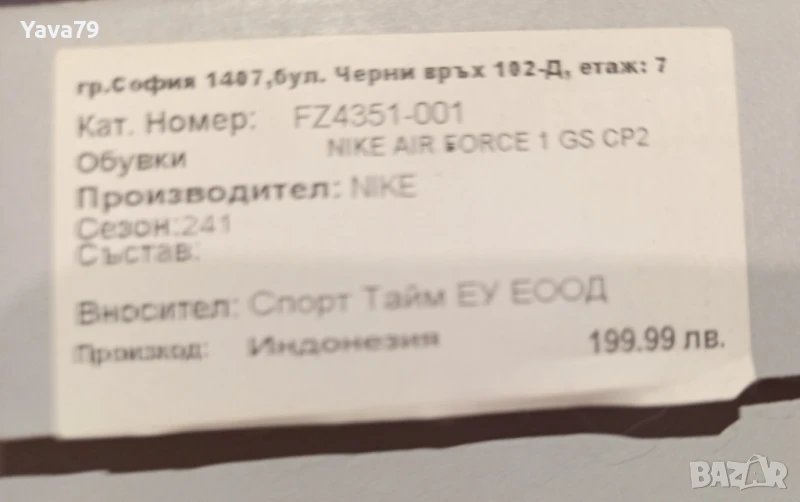 Yava79
гр.София 1407,бул. Черни връх 102-Д, етаж: 7
Кат. Номер: FZ4351-001
Обувки NIKE AIR FORCE 1 GS CP2
Производител: NIKE
Сезон:241
Състав:
Вносител: Спорт Тайм ЕУ ЕООД
Произход: Индонезия 199.99 лв.
BAZAR